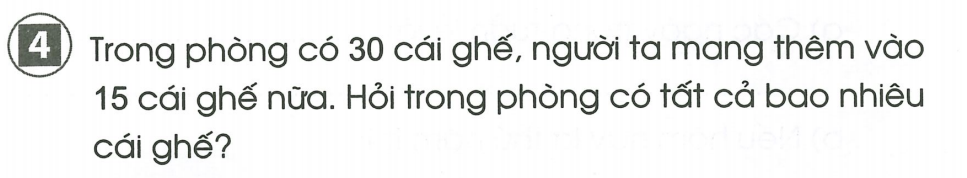 4 Trong phòng có 30 cái ghế, người ta mang thêm vào
15 cái ghế nữa. Hỏi trong phòng có tất cả bao nhiêu
cái ghế?